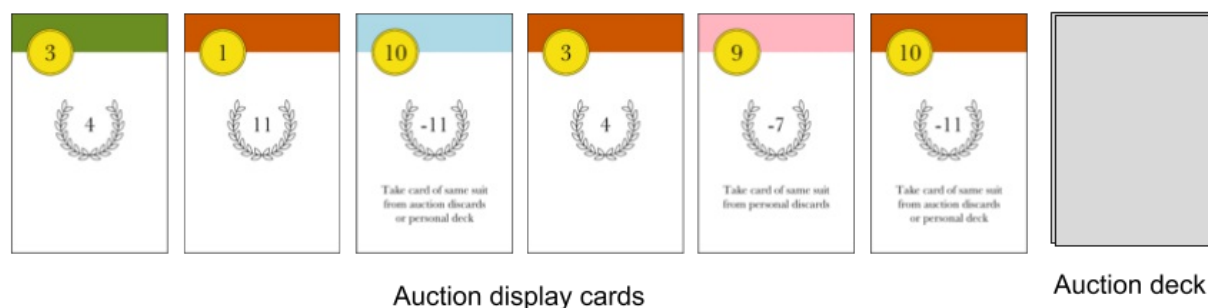 3
4
1
11
10
-11
Take card of same suit
from auction discards
or personal deck
3
4
9
-7
Take card of same suit
from personal discards
10
-11
Take card of same suit
from auction discards
or personal deck
Auction display cards
Auction deck